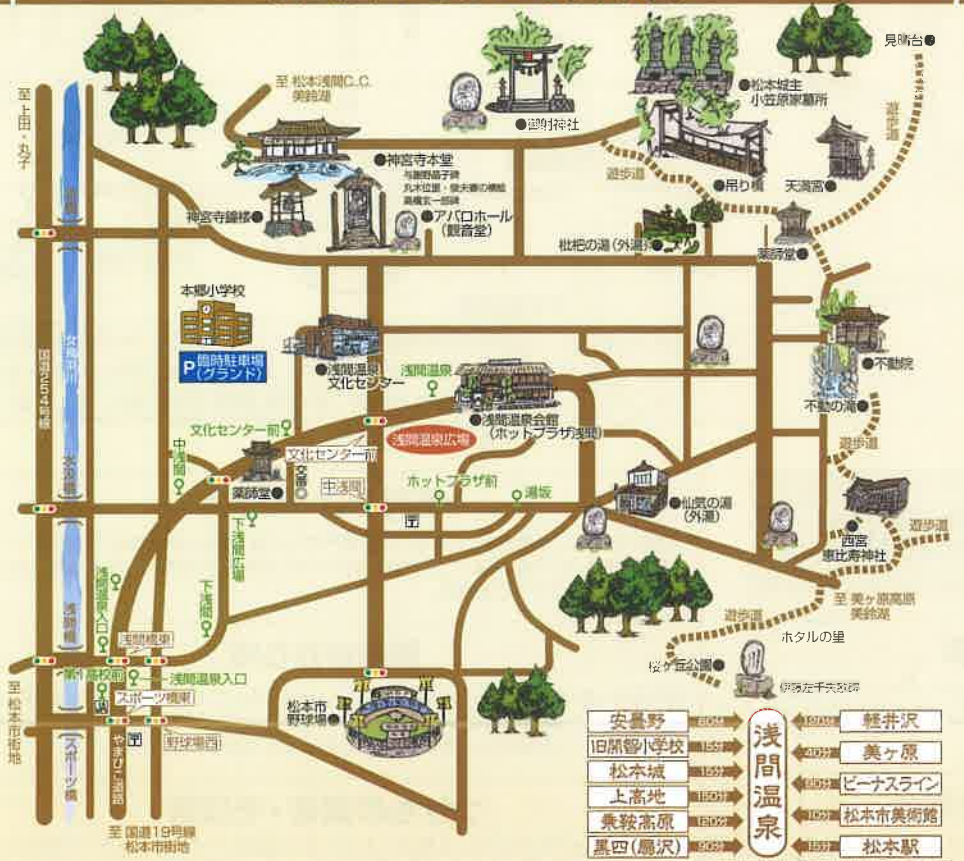 見晴台
至 松本浅間C.C.
美鈴湖
至 上田・丸子
御射神社
松本城主
小笠原家墓所
遊歩道
神宮寺本堂
与謝野晶子碑
丸木位里・俊夫妻の襖絵
高橋玄一郎碑
遊歩道
吊り橋
天満宮
神宮寺鐘楼
アバロホール
(観音堂)
枇杷の湯(外湯)
薬師堂
本郷小学校
P 臨時駐車場
(グランド)
女鳥羽川
国道254号線
浅間温泉
文化センター
浅間温泉
浅間温泉会館
(ホットプラザ浅間)
不動院
不動の滝
浅間温泉広場
文化センター前
文化センター前
遊歩道
中浅間
薬師堂
交番
中浅間
ホットプラザ前
湯坂
仙気の湯
(外湯)
西宮
恵比寿神社
遊歩道
下浅間広場
下浅間
浅間温泉入口
浅間橋
浅間橋東
至 美ヶ原高原
美鈴湖
遊歩道
ホタルの里
桜ヶ丘公園
浅間温泉入口
スポーツ橋東
野球場西
松本市
野球場
至 松本市街地
スポーツ橋
やまびこ道路
至 国道19号線
松本市街地
浅間温泉
安曇野
旧開智小学校 15分
松本城 15分
上高地
乗鞍高原 120分
黒四(扇沢) 90分
軽井沢
美ヶ原 40分
ビーナスライン
松本市美術館 10分
松本駅 15分